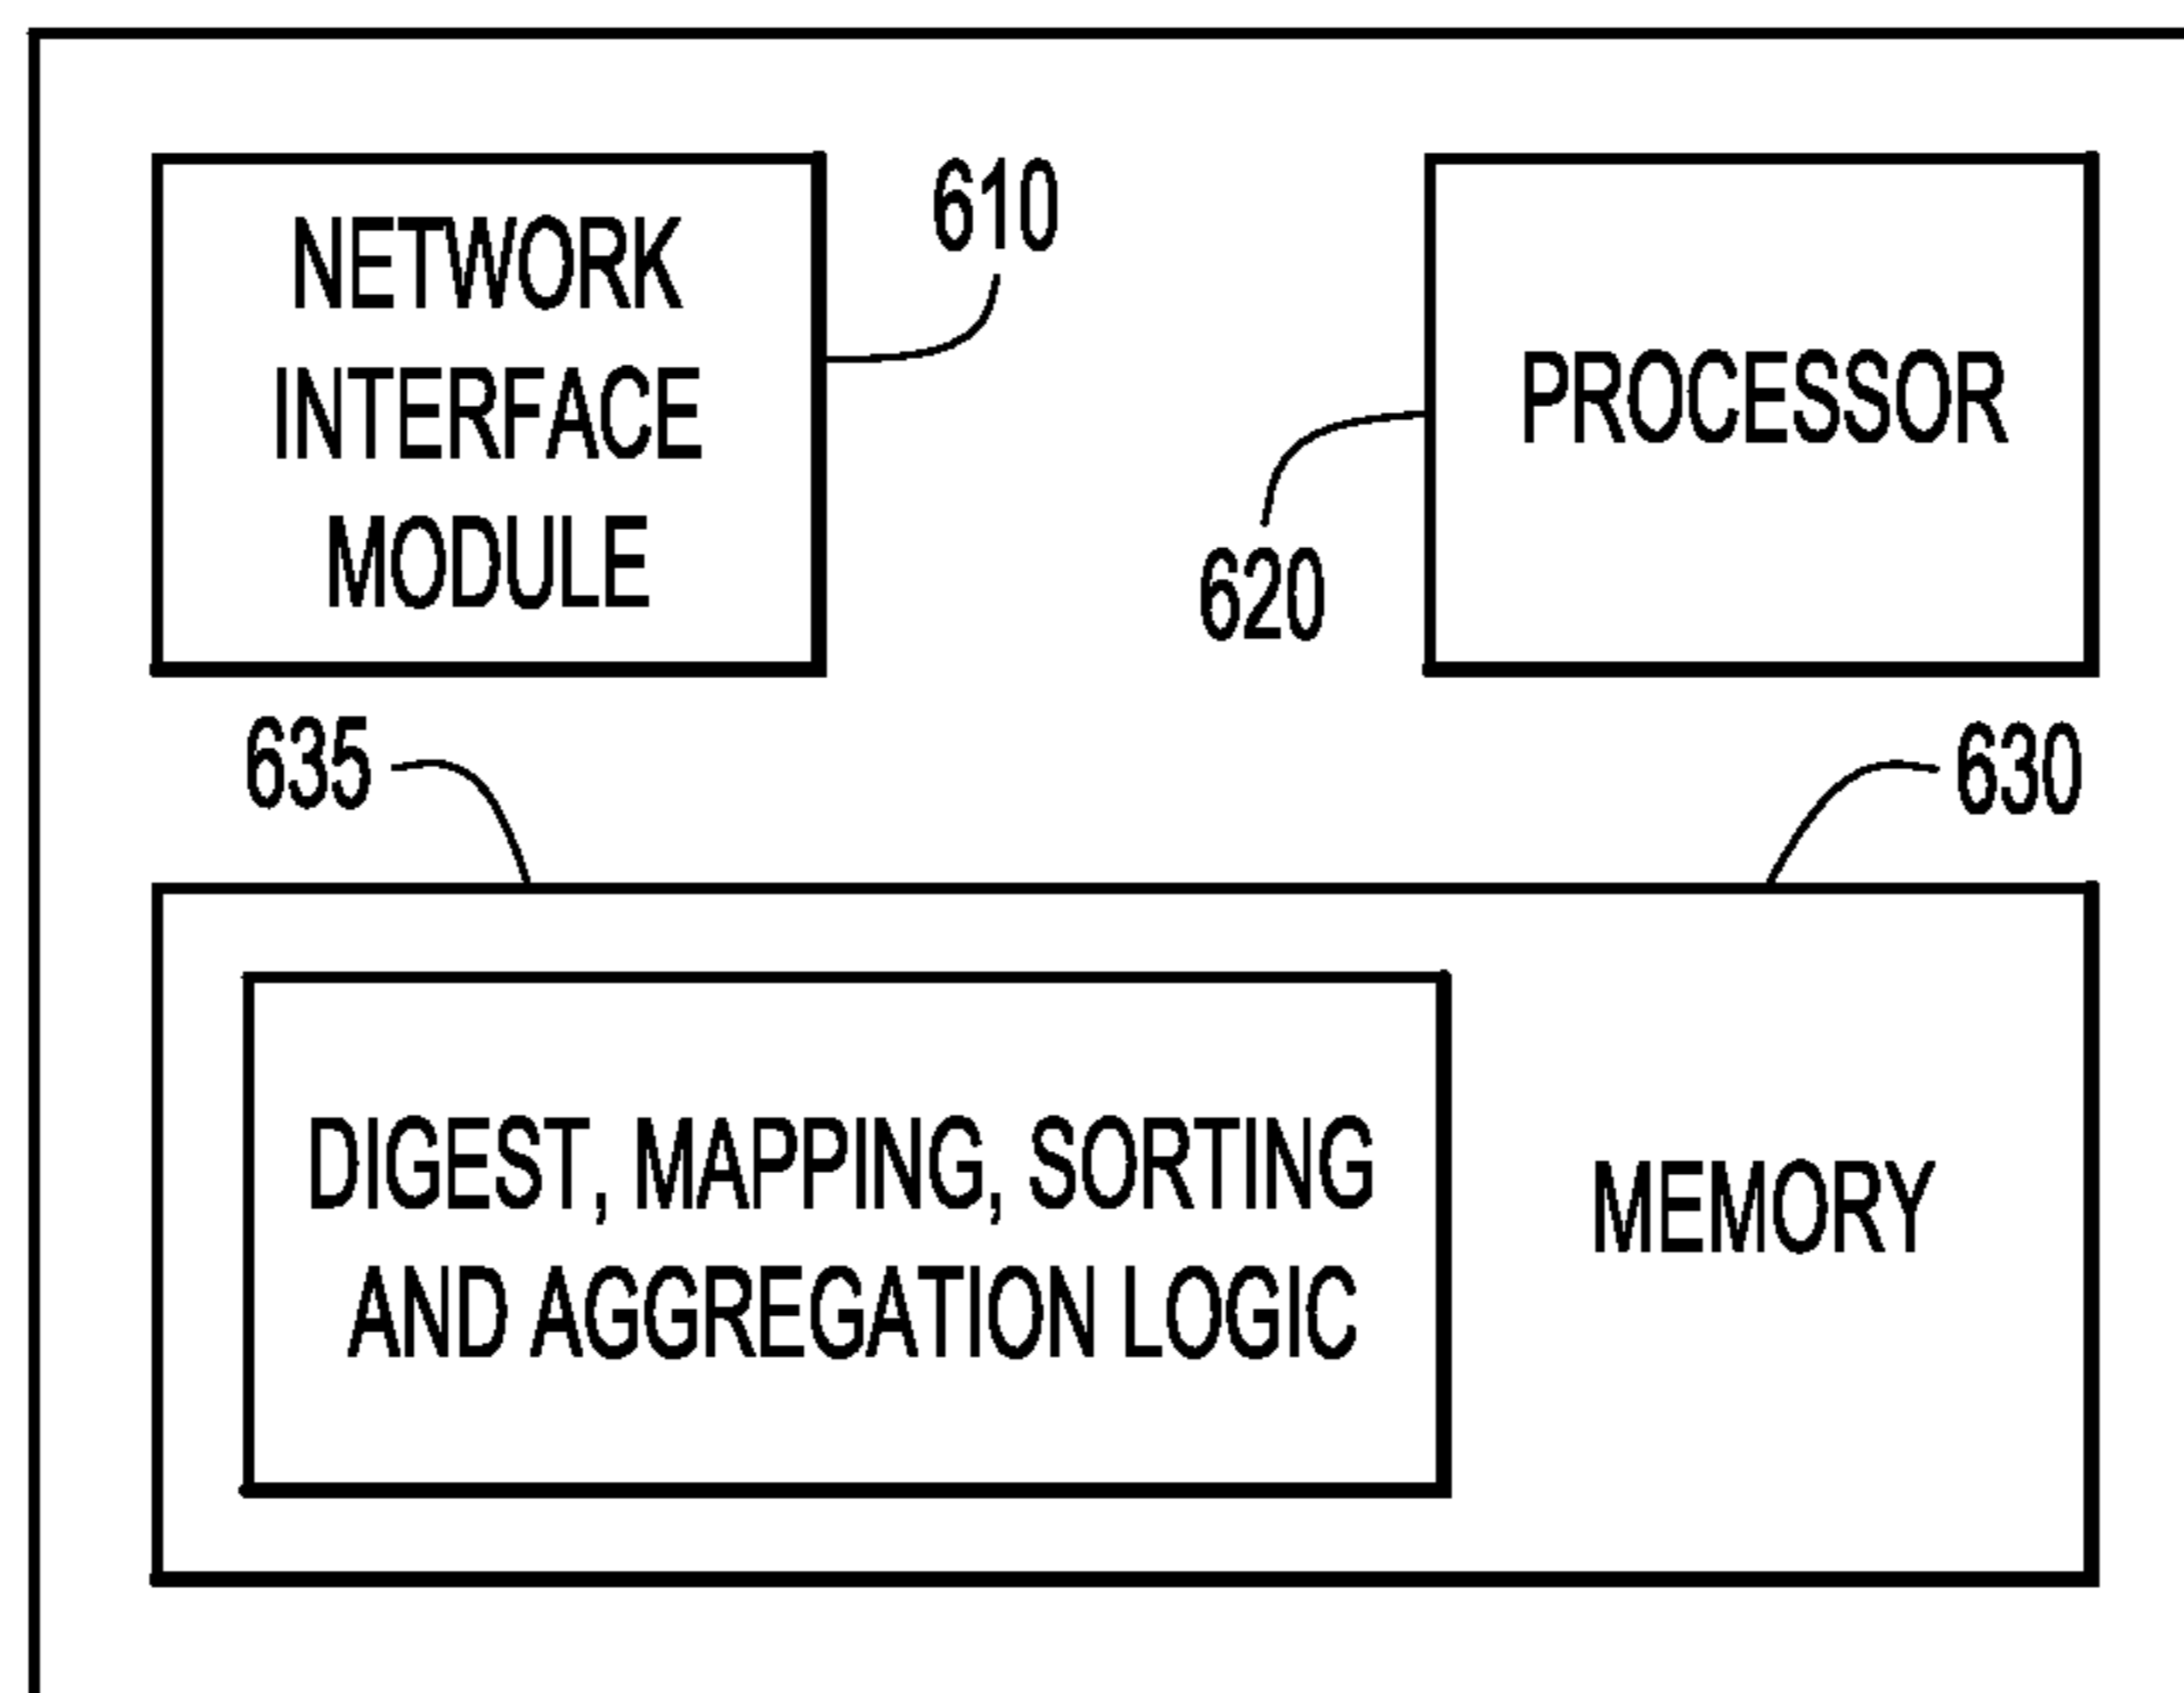 NETWORK
INTERFACE
MODULE
610
PROCESSOR
620
635
630
DIGEST, MAPPING, SORTING
AND AGGREGATION LOGIC
MEMORY